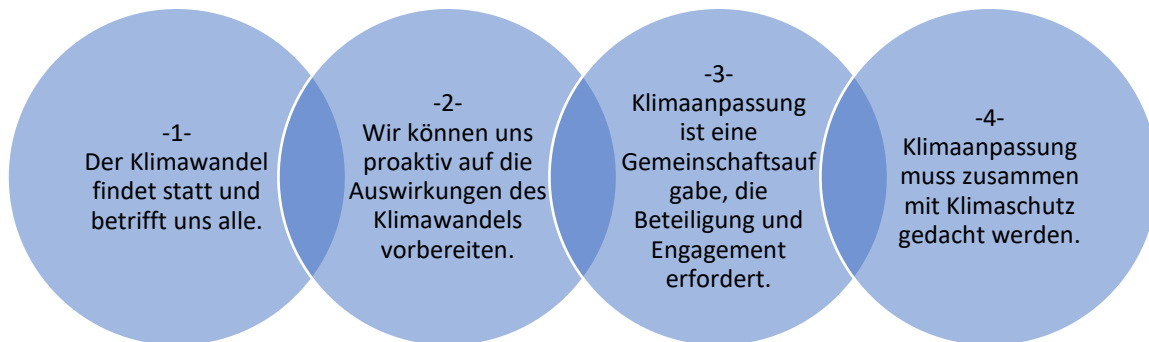 -1-
Der Klimawandel
findet statt und
betrifft uns alle.
-2-
Wir können uns
proaktiv auf die
Auswirkungen des
Klimawandels
vorbereiten.
-3-
Klimaanpassung
ist eine
Gemeinschaftsauf
gabe, die
Beteiligung und
Engagement
erfordert.
-4-
Klimaanpassung
muss zusammen
mit Klimaschutz
gedacht werden.